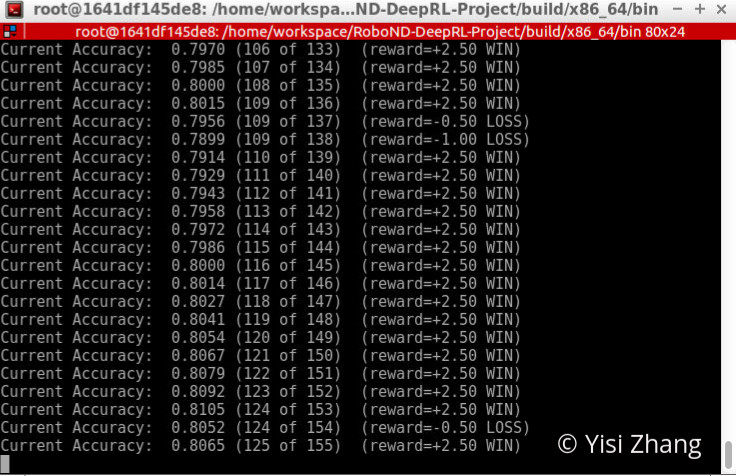 root@1641df145de8: /home/workspa...ND-DeepRL-Project/build/x86_64/bin
root@1641df145de8: /home/workspace/RoboND-DeepRL-Project/build/x86_64/bin 80x24
Current Accuracy:  0.7970 (106 of 133)  (reward=+2.50 WIN)
Current Accuracy:  0.7985 (107 of 134)  (reward=+2.50 WIN)
Current Accuracy:  0.8000 (108 of 135)  (reward=+2.50 WIN)
Current Accuracy:  0.8015 (109 of 136)  (reward=+2.50 WIN)
Current Accuracy:  0.7956 (109 of 137)  (reward=-0.50 LOSS)
Current Accuracy:  0.7899 (109 of 138)  (reward=-1.00 LOSS)
Current Accuracy:  0.7914 (110 of 139)  (reward=+2.50 WIN)
Current Accuracy:  0.7929 (111 of 140)  (reward=+2.50 WIN)
Current Accuracy:  0.7943 (112 of 141)  (reward=+2.50 WIN)
Current Accuracy:  0.7958 (113 of 142)  (reward=+2.50 WIN)
Current Accuracy:  0.7972 (114 of 143)  (reward=+2.50 WIN)
Current Accuracy:  0.7986 (115 of 144)  (reward=+2.50 WIN)
Current Accuracy:  0.8000 (116 of 145)  (reward=+2.50 WIN)
Current Accuracy:  0.8014 (117 of 146)  (reward=+2.50 WIN)
Current Accuracy:  0.8027 (118 of 147)  (reward=+2.50 WIN)
Current Accuracy:  0.8041 (119 of 148)  (reward=+2.50 WIN)
Current Accuracy:  0.8054 (120 of 149)  (reward=+2.50 WIN)
Current Accuracy:  0.8067 (121 of 150)  (reward=+2.50 WIN)
Current Accuracy:  0.8079 (122 of 151)  (reward=+2.50 WIN)
Current Accuracy:  0.8092 (123 of 152)  (reward=+2.50 WIN)
Current Accuracy:  0.8105 (124 of 153)  (reward=+2.50 WIN)
Current Accuracy:  0.8052 (124 of 154)  (reward=-0.50 LOSS)
Current Accuracy:  0.8065 (125 of 155)  (reward=+2.50 WIN)
© Yisi Zhang